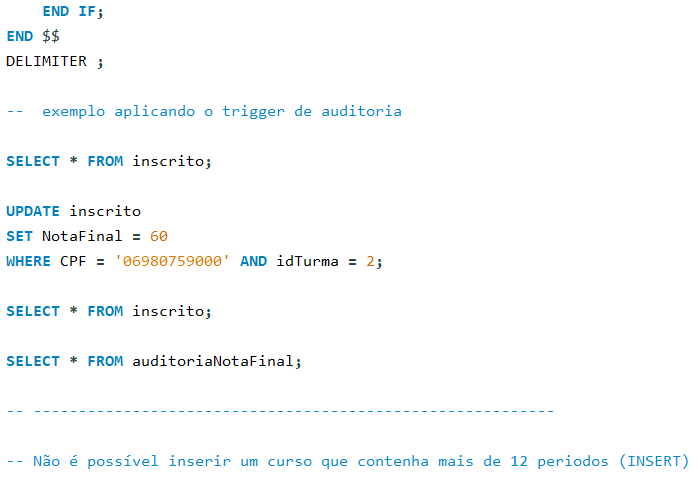 END IF;
END $$
DELIMITER ;
--  exemplo aplicando o trigger de auditoria
SELECT * FROM inscrito;
UPDATE inscrito
SET NotaFinal = 60
WHERE CPF = '06980759000' AND idTurma = 2;
SELECT * FROM inscrito;
SELECT * FROM auditoriaNotaFinal;
-- ----------------------------------------------------------
-- Não é possível inserir um curso que contenha mais de 12 periodos (INSERT)